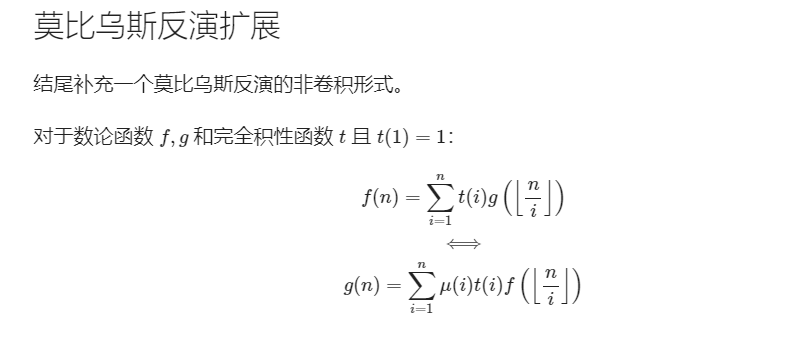 莫比乌斯反演扩展
结尾补充一个莫比乌斯反演的非卷积形式。
对于数论函数 f, g 和完全积性函数 t 且 t(1) = 1：
f(n) = \sum_{i=1}^{n} t(i) g\left(\left\lfloor \frac{n}{i} \right\rfloor\right)
⟺
g(n) = \sum_{i=1}^{n} μ(i) t(i) f\left(\left\lfloor \frac{n}{i} \right\rfloor\right)